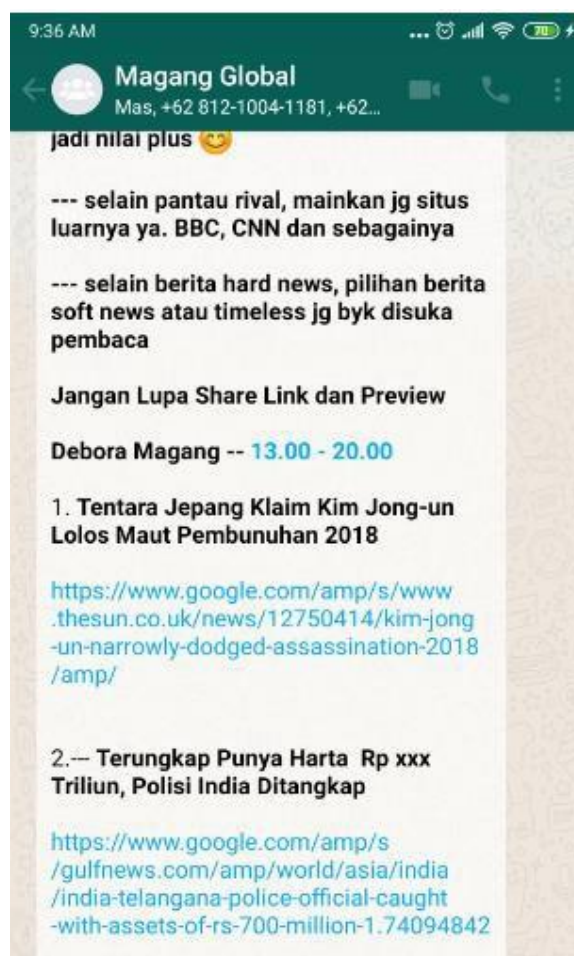 9:36 AM
70
Magang Global
Mas, +62 812-1004-1181, +62...
jadi nilai plus 😊
--- selain pantau rival, mainkan jg situs
luarnya ya. BBC, CNN dan sebagainya
--- selain berita hard news, pilihan berita
soft news atau timeless jg byk disuka
pembaca
Jangan Lupa Share Link dan Preview
Debora Magang -- 13.00 - 20.00
1. Tentara Jepang Klaim Kim Jong-un
Lolos Maut Pembunuhan 2018
https://www.google.com/amp/s/www
.thesun.co.uk/news/12750414/kim-jong
-un-narrowly-dodged-assassination-2018
/amp/
2.--- Terungkap Punya Harta  Rp xxx
Triliun, Polisi India Ditangkap
https://www.google.com/amp/s
/gulfnews.com/amp/world/asia/india
/india-telangana-police-official-caught
-with-assets-of-rs-700-million-1.74094842